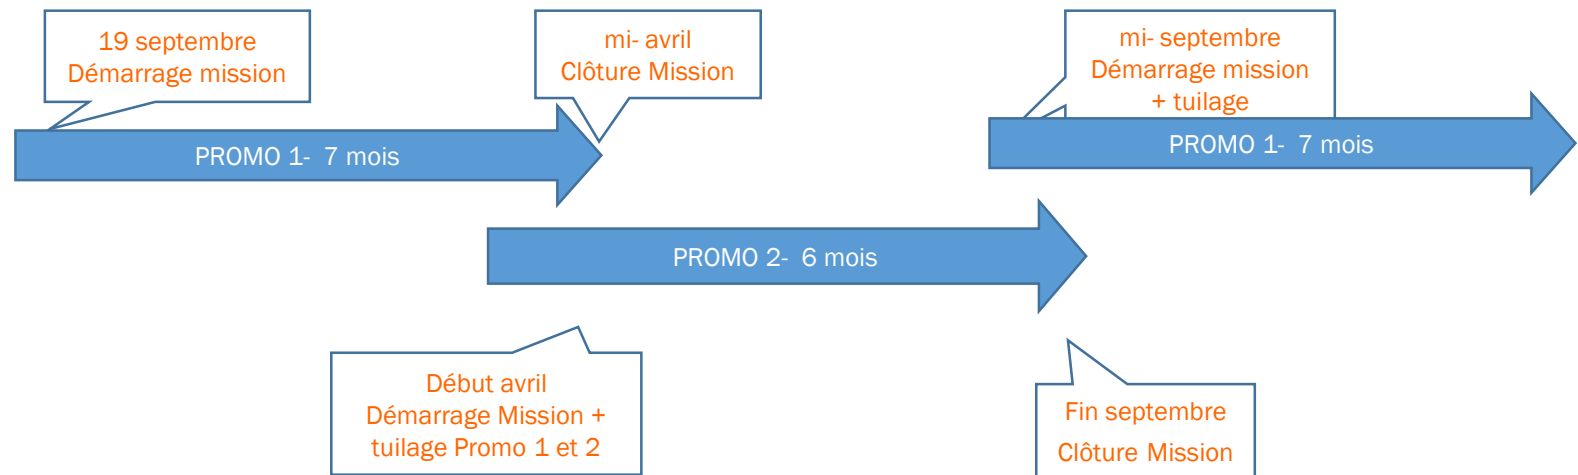 19 septembre
Démarrage mission
mi- avril
Clôture Mission
mi- septembre
Démarrage mission
+ tuilage
PROMO 1- 7 mois
PROMO 1- 7 mois
PROMO 2- 6 mois
Début avril
Démarrage Mission +
tuilage Promo 1 et 2
Fin septembre
Clôture Mission